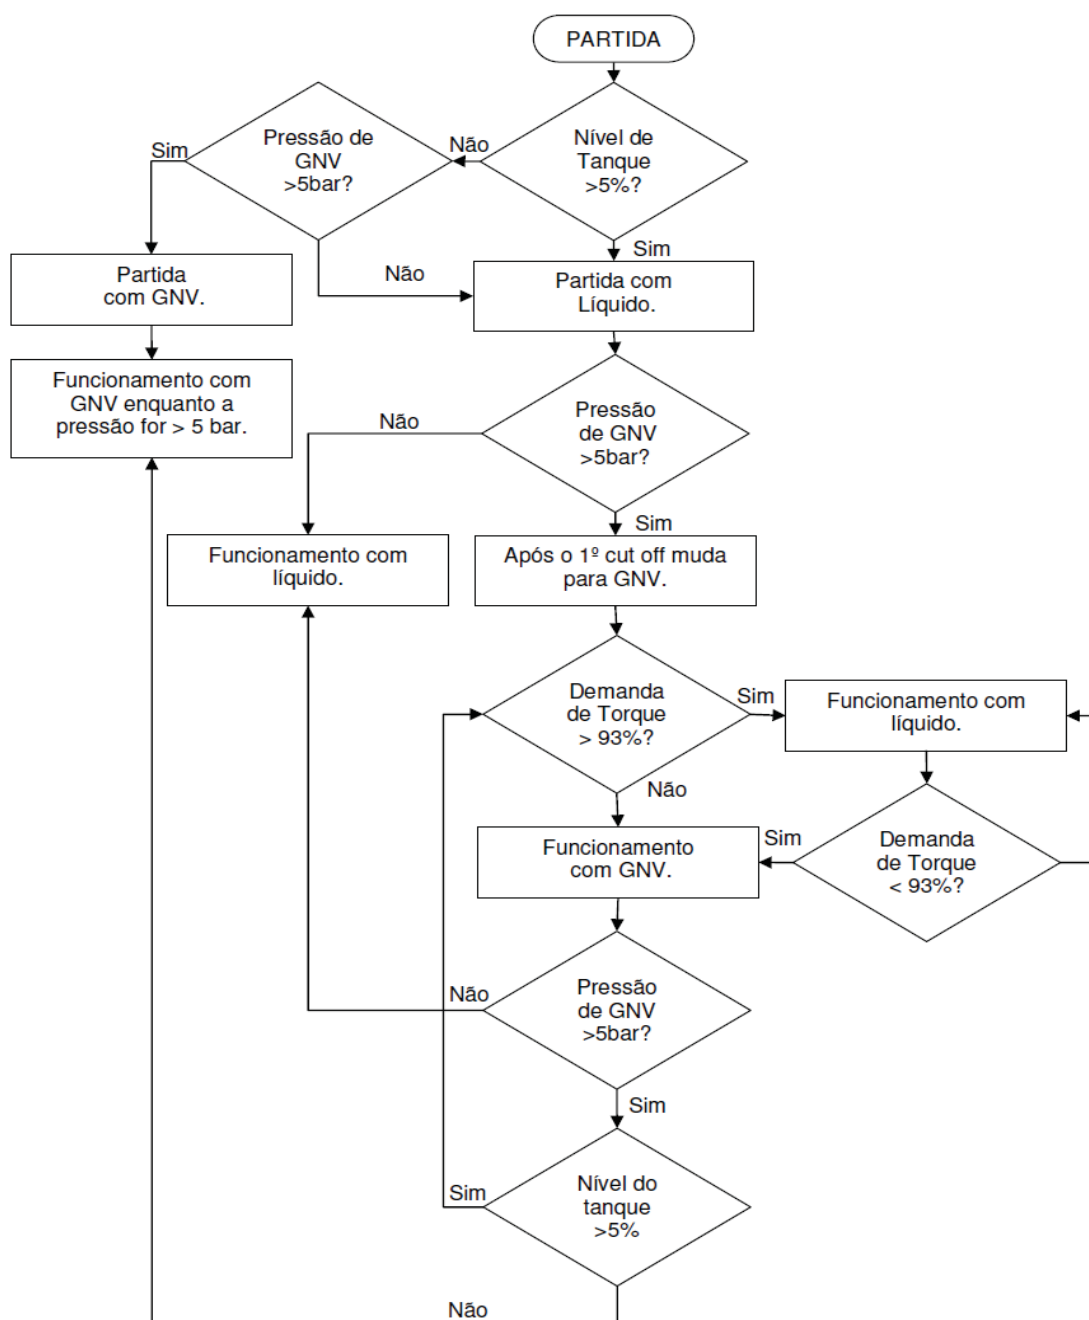 PARTIDA
Pressão de
GNV
>5bar?
Não
Nível de
Tanque
>5%?
Sim
Sim
Não
Partida
com GNV.
Partida com
Líquido.
Funcionamento com
GNV enquanto a
pressão for > 5 bar.
Não
Pressão
de GNV
>5bar?
Sim
Funcionamento com
líquido.
Após o 1º cut off muda
para GNV.
Demanda
de Torque
> 93%?
Sim
Funcionamento com
líquido.
Não
Funcionamento
com GNV.
Sim
Demanda
de Torque
< 93%?
Não
Pressão
de GNV
>5bar?
Sim
Sim
Nível do
tanque
>5%
Não